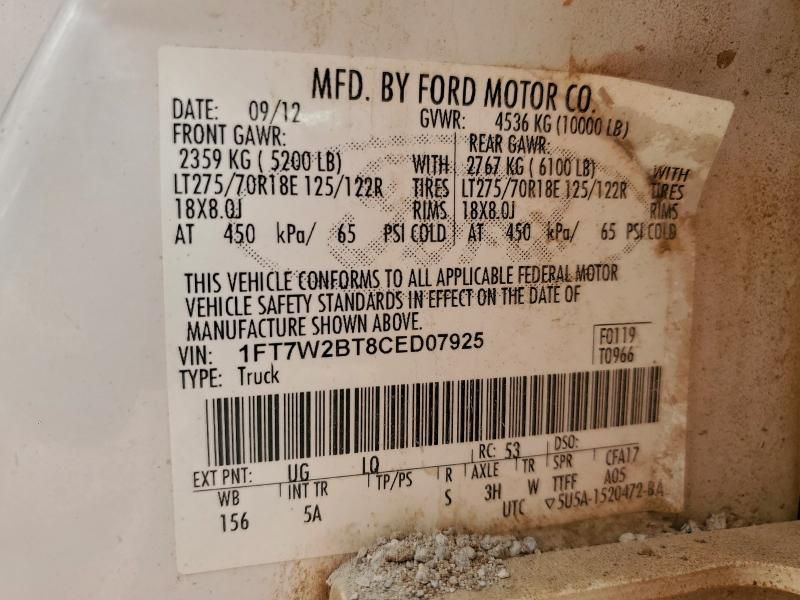 MFD. BY FORD MOTOR CO.
DATE: 09/12 GVWR: 4536 KG (10000 LB)
FRONT GAWR: REAR GAWR:
2359 KG ( 5200 LB) WITH 2767 KG ( 6100 LB) WITH
LT275/70R18E 125/122R TIRES LT275/70R18E 125/122R TIRES
18X8.0J RIMS 18X8.0J RIMS
AT 450 kPa/ 65 PSI COLD AT 450 kPa/ 65 PSI COLD
THIS VEHICLE CONFORMS TO ALL APPLICABLE FEDERAL MOTOR
VEHICLE SAFETY STANDARDS IN EFFECT ON THE DATE OF
MANUFACTURE SHOWN ABOVE.
VIN: 1FT7W2BT8CED07925 F0119
TYPE: Truck T0966
EXT PNT: UG LQ RC: 53 DSO:
WB INT TR TP/PS R AXLE TR SPR CFA17
156 5A S 3H W TTFF A05
UTC ▽5U5A-1520472-BA